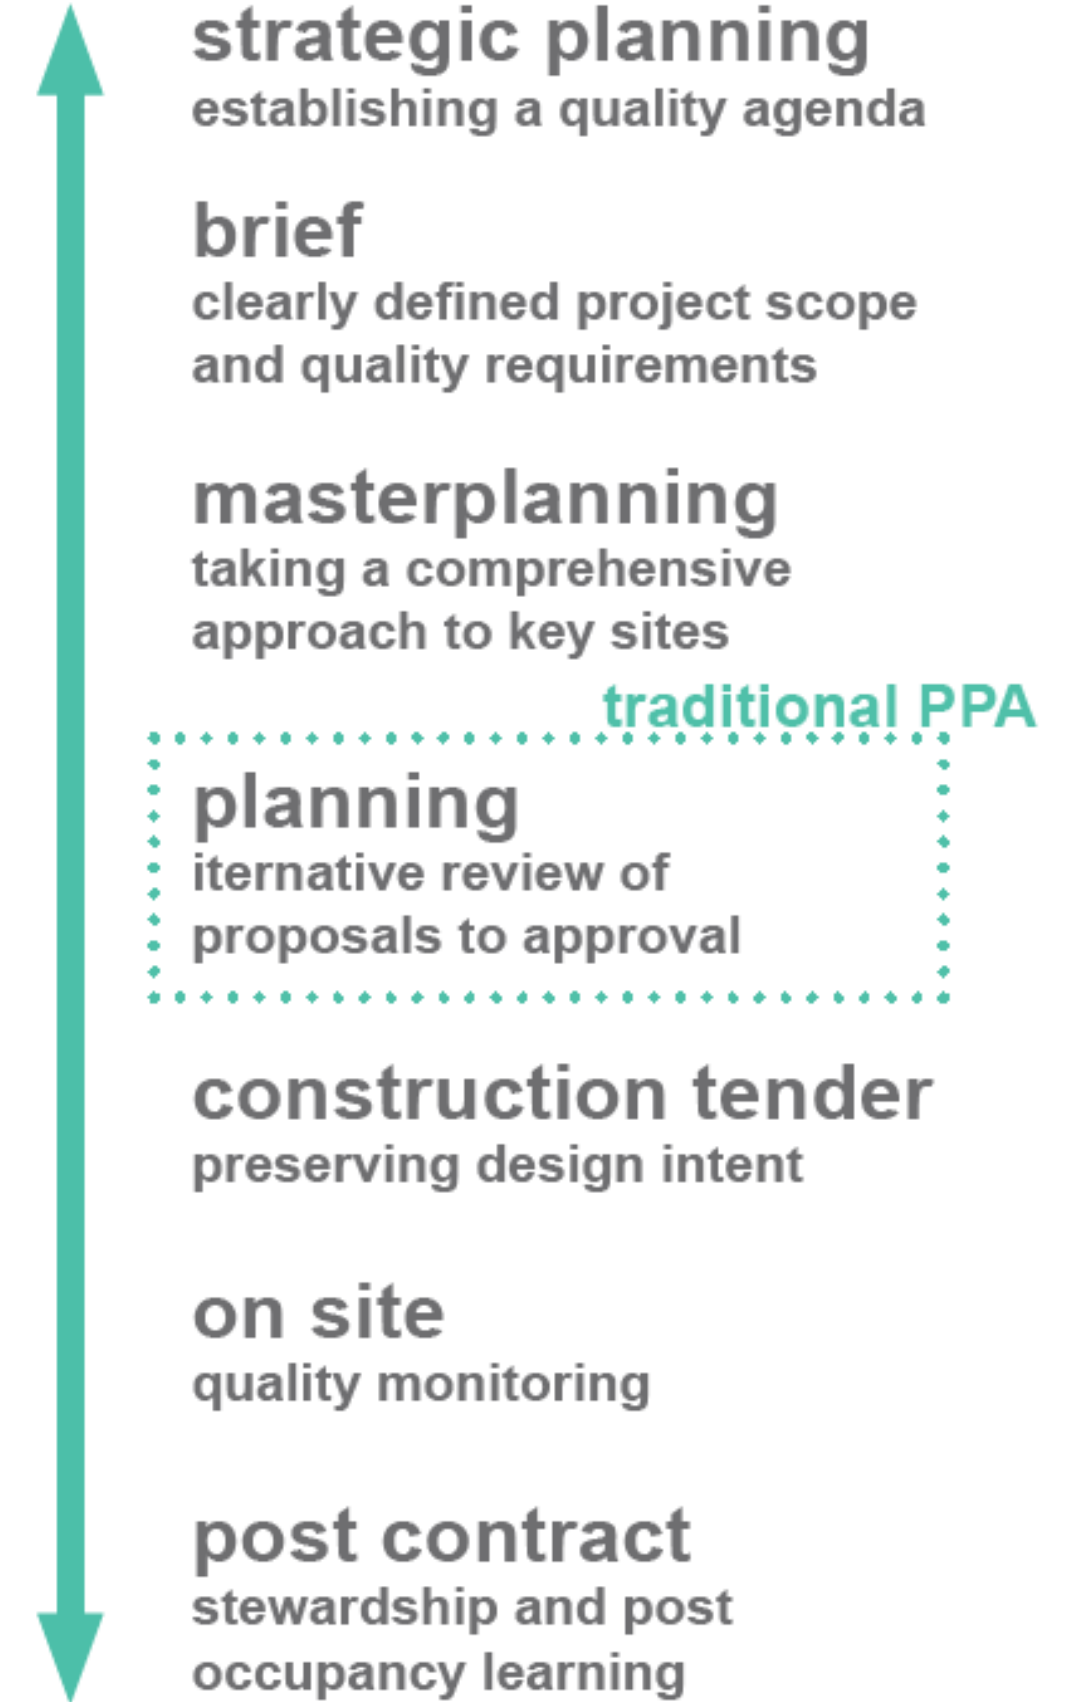 strategic planning
establishing a quality agenda
brief
clearly defined project scope
and quality requirements
masterplanning
taking a comprehensive
approach to key sites
traditional PPA
planning
iternative review of
proposals to approval
construction tender
preserving design intent
on site
quality monitoring
post contract
stewardship and post
occupancy learning